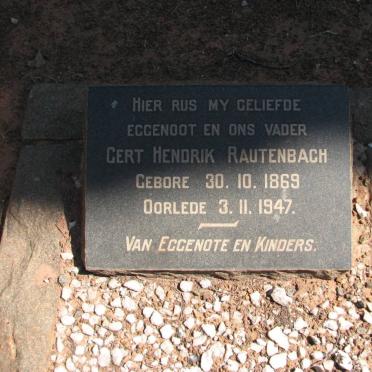 Hier rus my geliefde
eggenoot en ons vader
Gert Hendrik Rautenbach
Gebore 30. 10. 1869
Oorlede 3. 11. 1947.
Van Eggenote en Kinders.